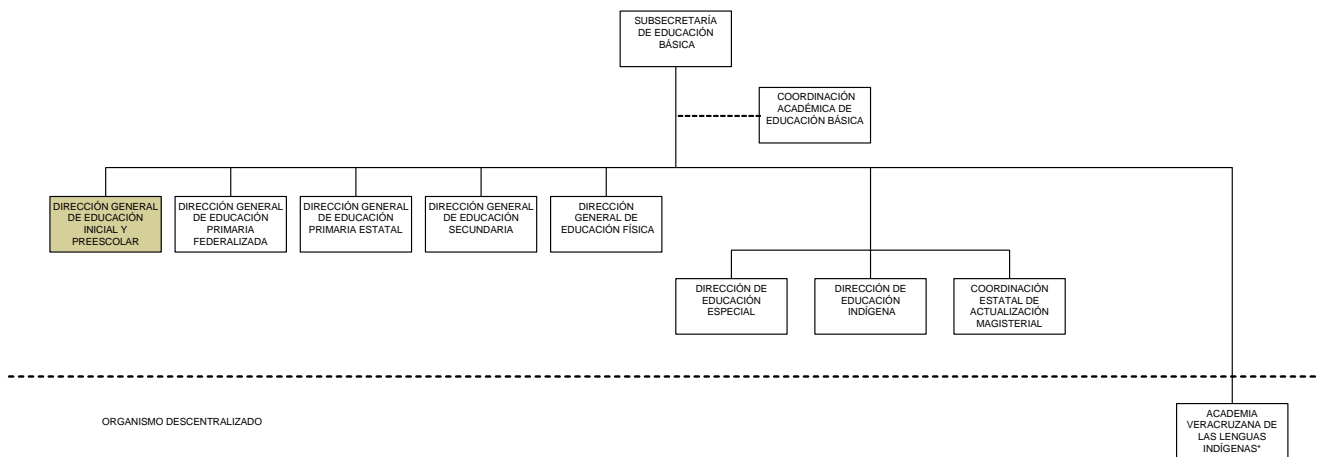 SUBSECRETARÍA
DE EDUCACIÓN
BÁSICA
COORDINACIÓN
ACADÉMICA DE
EDUCACIÓN BÁSICA
DIRECCIÓN GENERAL
DE EDUCACIÓN
INICIAL Y
PREESCOLAR
DIRECCIÓN GENERAL
DE EDUCACIÓN
PRIMARIA
FEDERALIZADA
DIRECCIÓN GENERAL
DE EDUCACIÓN
PRIMARIA ESTATAL
DIRECCIÓN GENERAL
DE EDUCACIÓN
SECUNDARIA
DIRECCIÓN
GENERAL DE
EDUCACIÓN FÍSICA
DIRECCIÓN DE
EDUCACIÓN
ESPECIAL
DIRECCIÓN DE
EDUCACIÓN
INDÍGENA
COORDINACIÓN
ESTATAL DE
ACTUALIZACIÓN
MAGISTERIAL
ORGANISMO DESCENTRALIZADO
ACADEMIA
VERACRUZANA DE
LAS LENGUAS
INDÍGENAS*